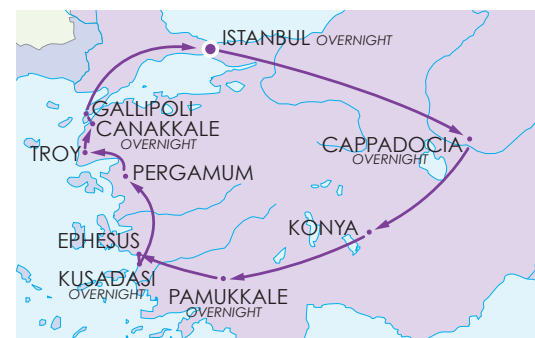 ISTANBUL OVERNIGHT
GALLIPOLI
CANAKKALE
OVERNIGHT
CAPPADOCIA
OVERNIGHT
TROY
PERGAMUM
KONYA
EPHESUS
KUSADASI
OVERNIGHT
PAMUKKALE
OVERNIGHT